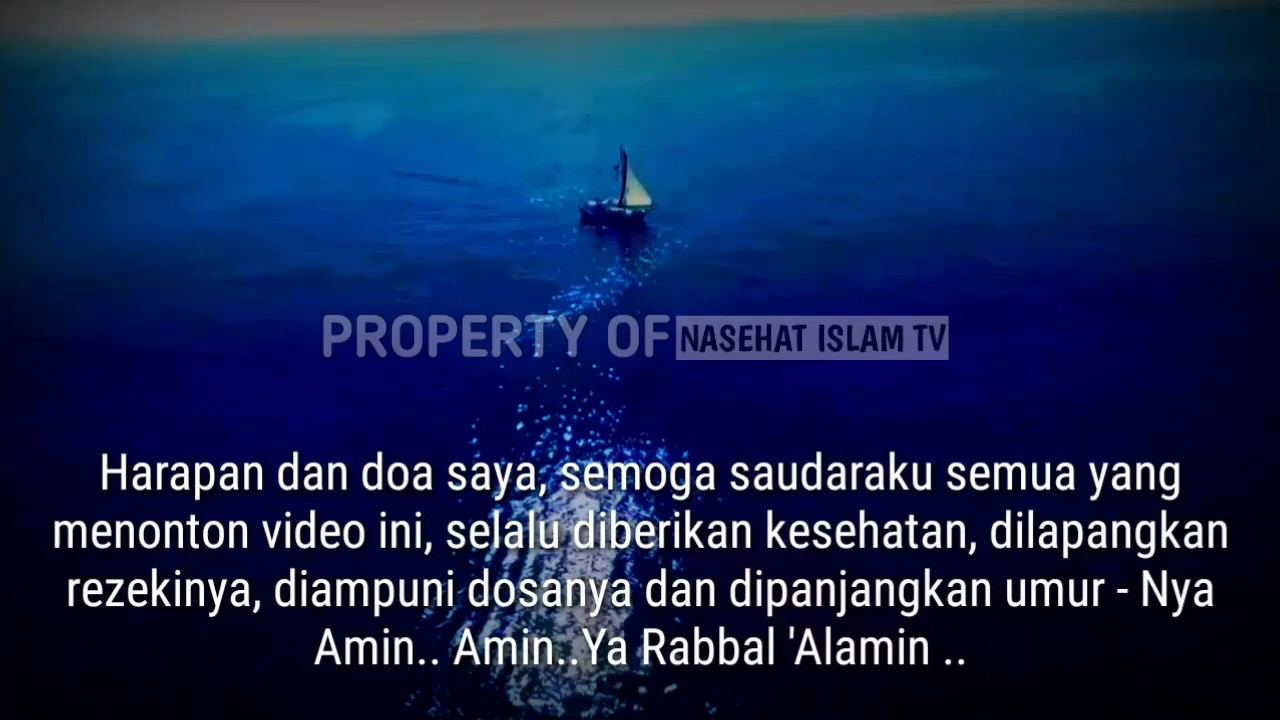 PROPERTY OF NASEHAT ISLAM TV
Harapan dan doa saya, semoga saudaraku semua yang
menonton video ini, selalu diberikan kesehatan, dilapangkan
rezekinya, diampuni dosanya dan dipanjangkan umur - Nya
Amin.. Amin..Ya Rabbal 'Alamin ..